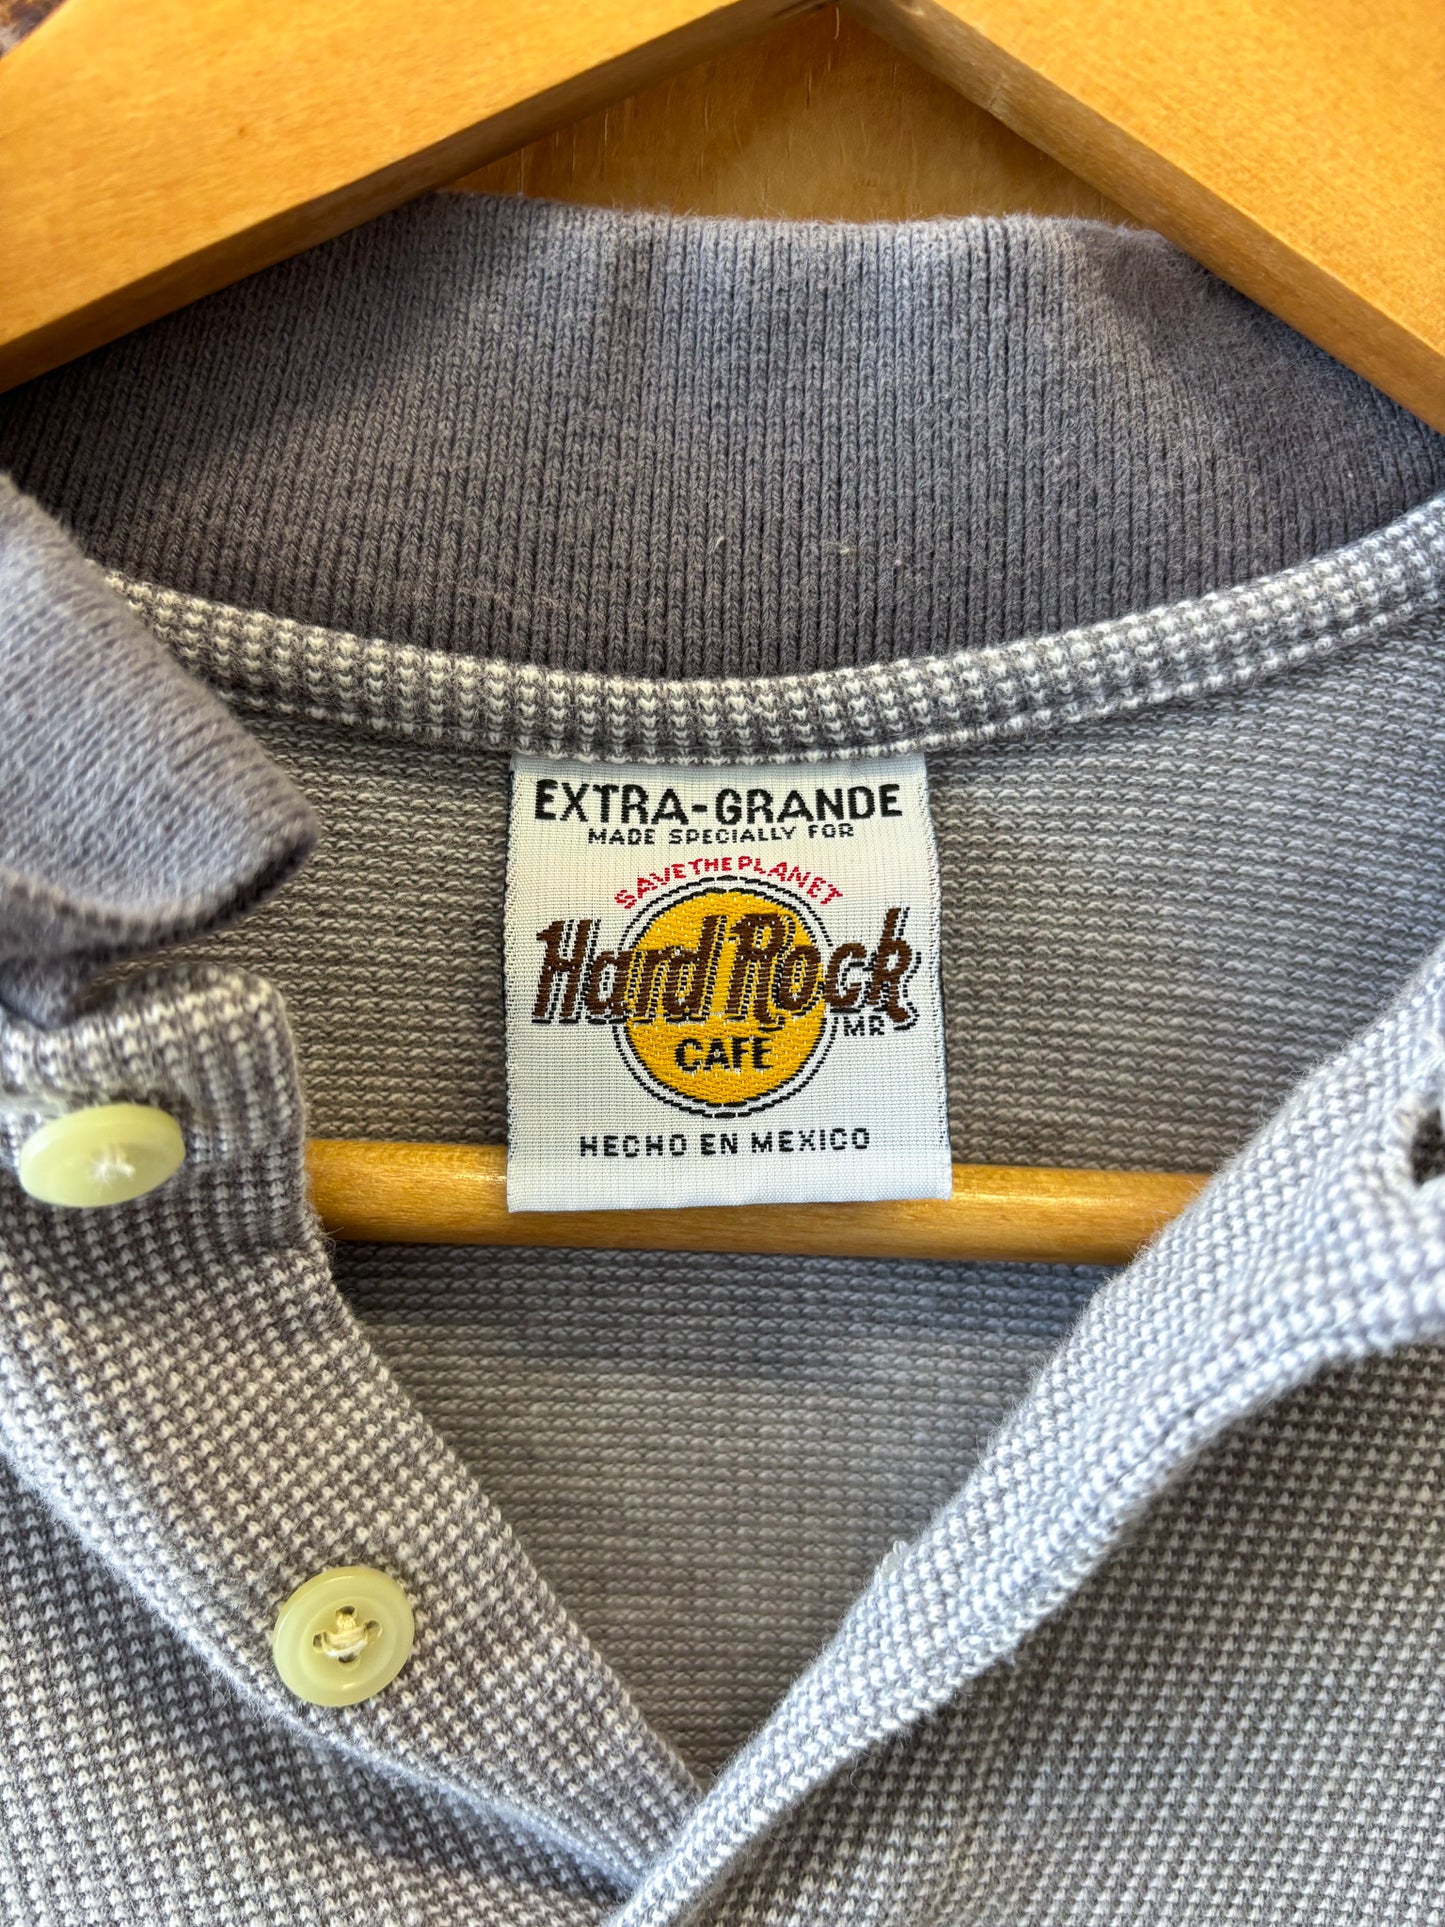 EXTRA-GRANDE
MADE SPECIALLY FOR
SAVE THE PLANET
Hard Rock
MR
CAFE
HECHO EN MEXICO